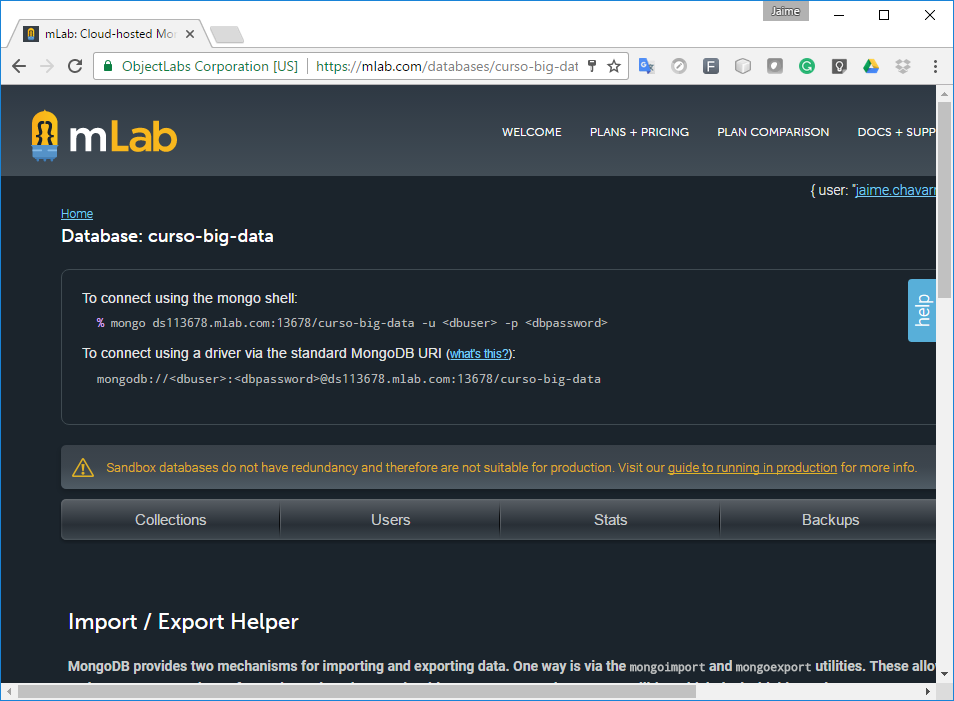 Jaime
mLab: Cloud-hosted Mon
ObjectLabs Corporation [US] https://mlab.com/databases/curso-big-dat
mLab
WELCOME PLANS + PRICING PLAN COMPARISON DOCS + SUPP
{ user: "jaime.chavarr
Home
Database: curso-big-data
To connect using the mongo shell:
% mongo ds113678.mlab.com:13678/curso-big-data -u <dbuser> -p <dbpassword>
help
To connect using a driver via the standard MongoDB URI (what's this?):
mongodb://<dbuser>:<dbpassword>@ds113678.mlab.com:13678/curso-big-data
Sandbox databases do not have redundancy and therefore are not suitable for production. Visit our guide to running in production for more info.
Collections Users Stats Backups
Import / Export Helper
MongoDB provides two mechanisms for importing and exporting data. One way is via the mongoimport and mongoexport utilities. These allo